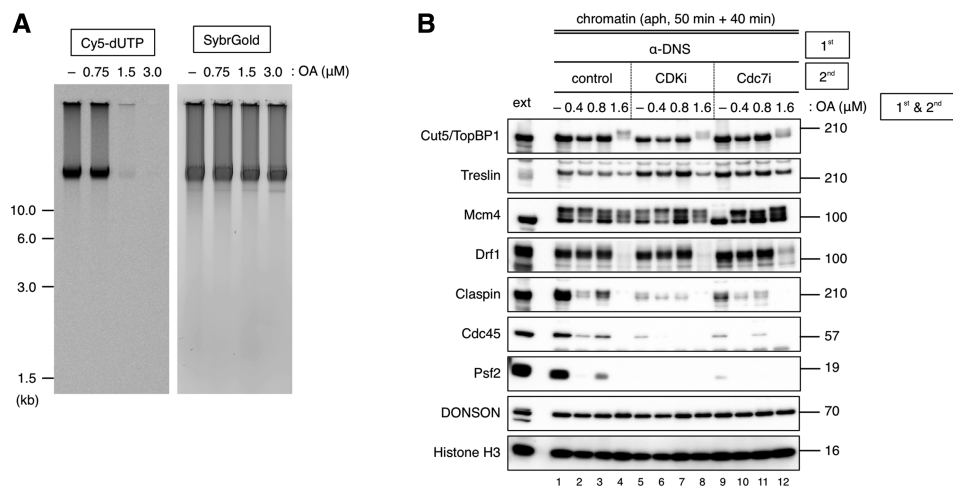 A
Cy5-dUTP
SybrGold
– 0.75 1.5 3.0 – 0.75 1.5 3.0 : OA (μM)
10.0
6.0
3.0
1.5
(kb)
B
chromatin (aph, 50 min + 40 min)
α-DNS
1st
control CDKi Cdc7i
2nd
ext – 0.4 0.8 1.6 – 0.4 0.8 1.6 – 0.4 0.8 1.6 : OA (μM)
1st & 2nd
Cut5/TopBP1 210
Treslin 210
Mcm4 100
Drf1 100
Claspin 210
Cdc45 57
Psf2 19
DONSON 70
Histone H3 16
1 2 3 4 5 6 7 8 9 10 11 12